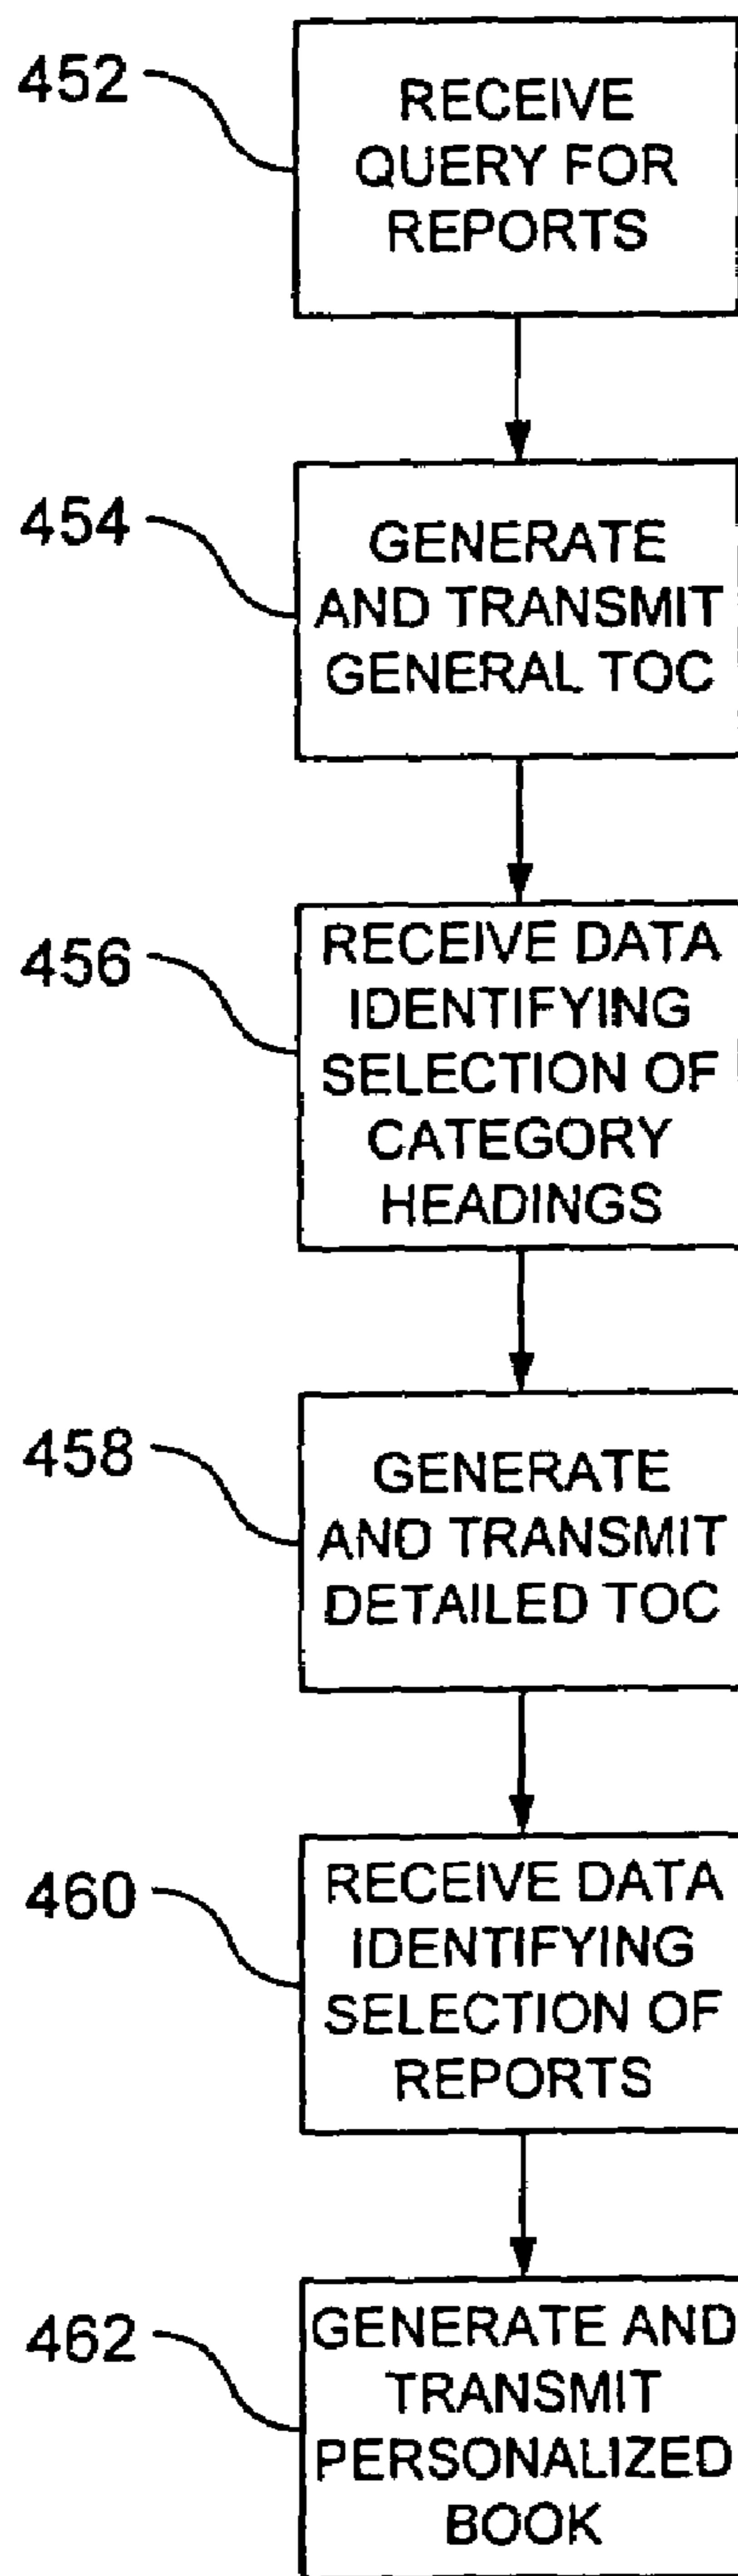 452
RECEIVE
QUERY FOR
REPORTS
454
GENERATE
AND TRANSMIT
GENERAL TOC
456
RECEIVE DATA
IDENTIFYING
SELECTION OF
CATEGORY
HEADINGS
458
GENERATE
AND TRANSMIT
DETAILED TOC
460
RECEIVE DATA
IDENTIFYING
SELECTION OF
REPORTS
462
GENERATE AND
TRANSMIT
PERSONALIZED
BOOK